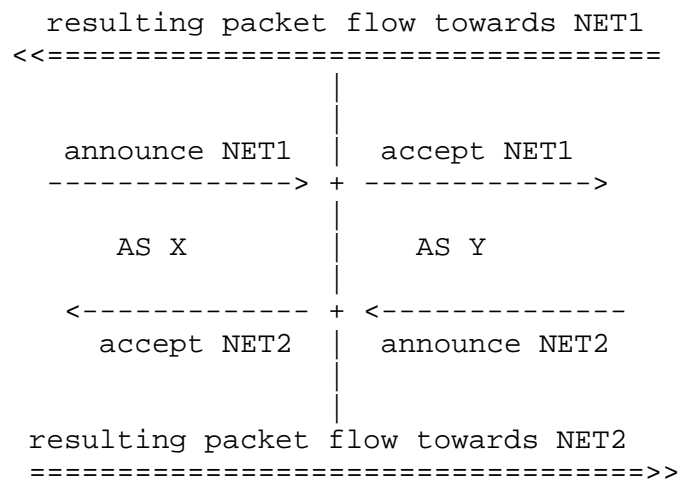 resulting packet flow towards NET1
<<===================================
|
|
announce NET1 | accept NET1
--------------> + ------------->
|
AS X | AS Y
|
<------------- + <--------------
accept NET2 | announce NET2
|
|
resulting packet flow towards NET2
===================================>>